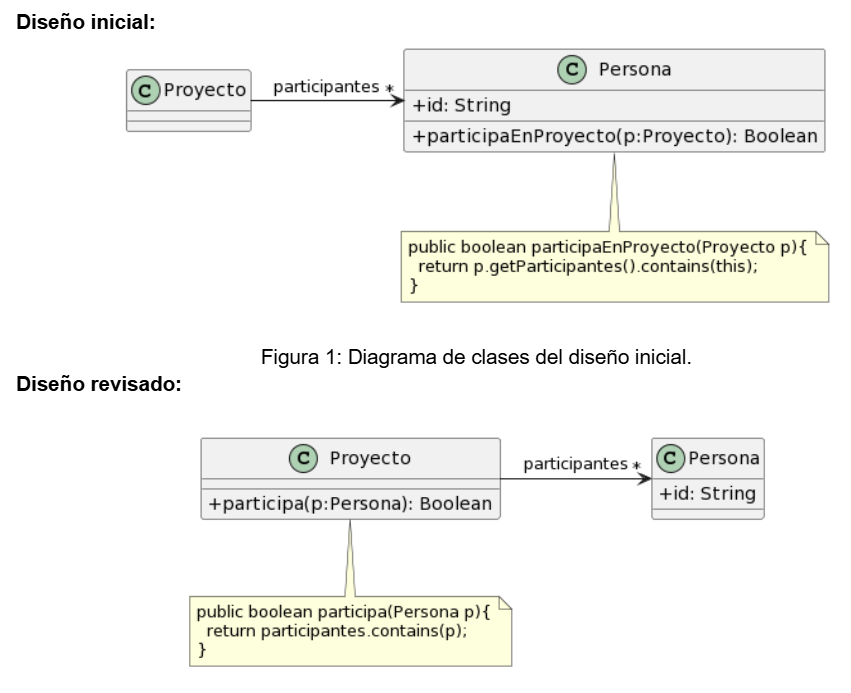 Diseño inicial:
C Proyecto
participantes *
C Persona
+id: String
+participaEnProyecto(p:Proyecto): Boolean
public boolean participaEnProyecto(Proyecto p){
return p.getParticipantes().contains(this);
}
Figura 1: Diagrama de clases del diseño inicial.
Diseño revisado:
C Proyecto
+participa(p:Persona): Boolean
participantes *
C Persona
+id: String
public boolean participa(Persona p){
return participantes.contains(p);
}